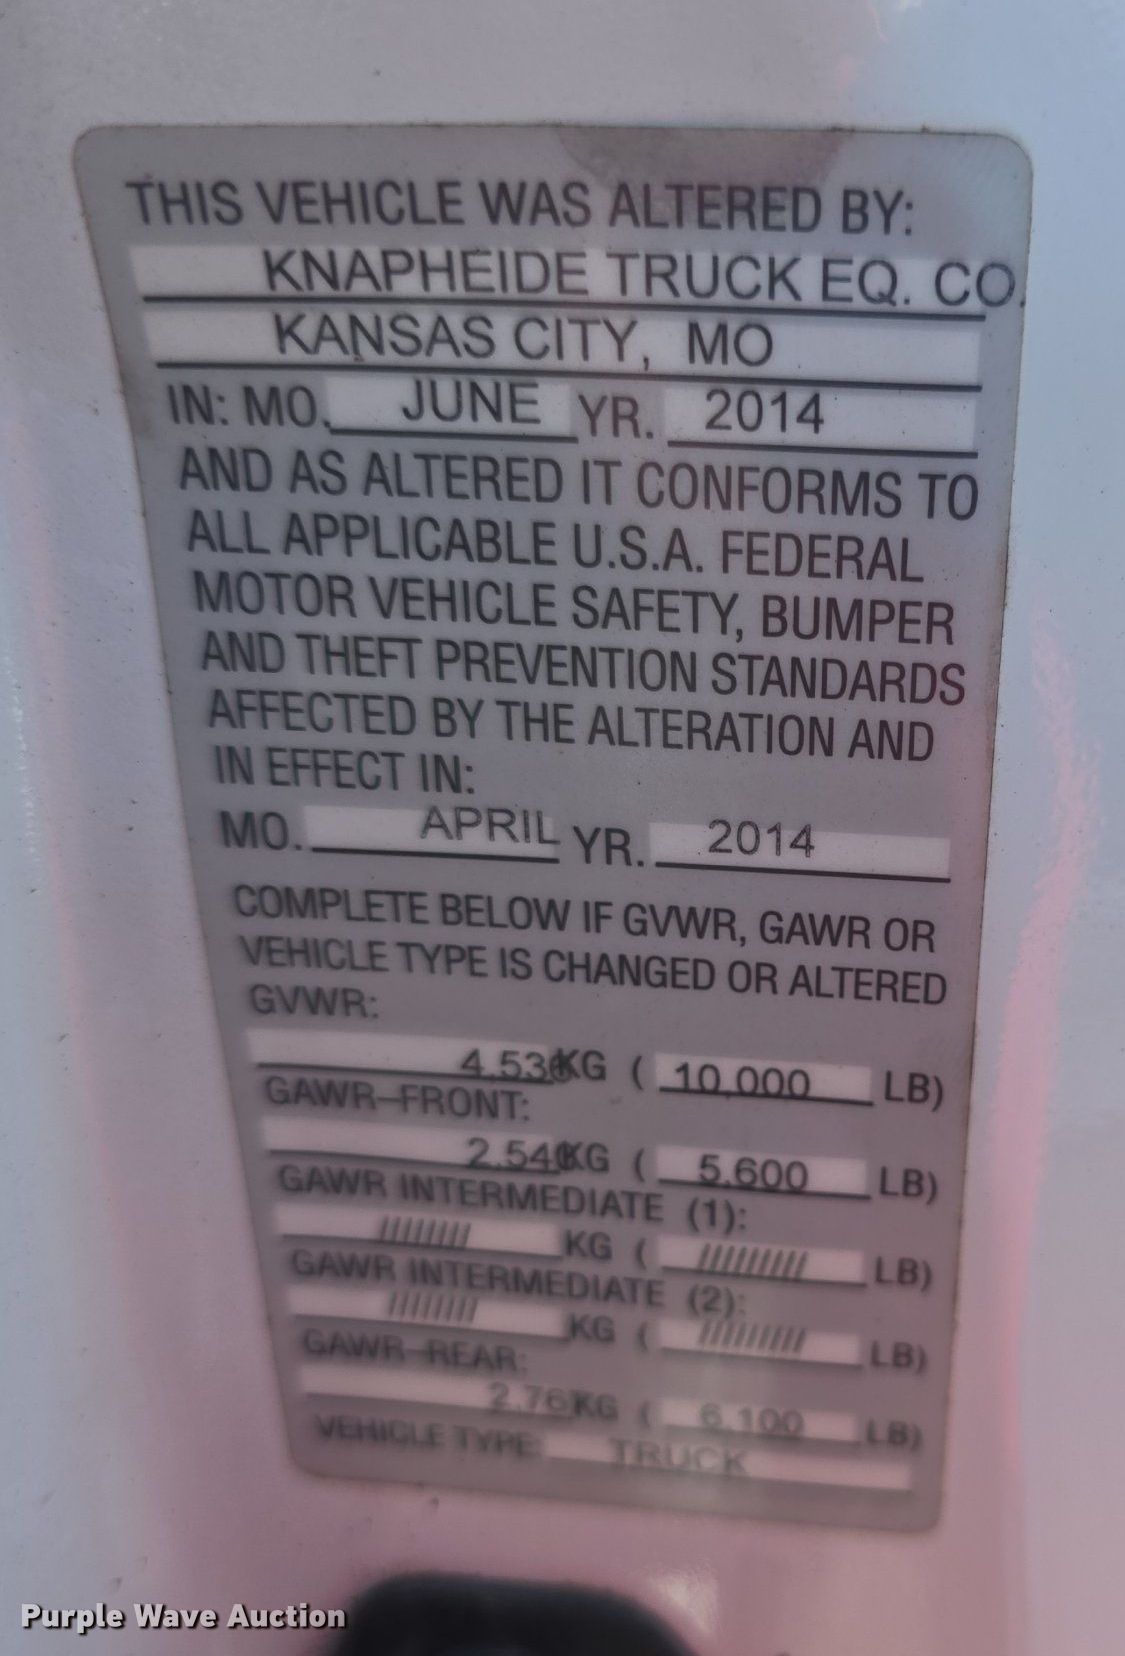 THIS VEHICLE WAS ALTERED BY:
KNAPHEIDE TRUCK EQ. CO.
KANSAS CITY, MO
IN: MO. JUNE YR. 2014
AND AS ALTERED IT CONFORMS TO
ALL APPLICABLE U.S.A. FEDERAL
MOTOR VEHICLE SAFETY, BUMPER
AND THEFT PREVENTION STANDARDS
AFFECTED BY THE ALTERATION AND
IN EFFECT IN:
MO. APRIL YR. 2014
COMPLETE BELOW IF GVWR, GAWR OR
VEHICLE TYPE IS CHANGED OR ALTERED
GVWR:
4,536 KG ( 10,000 LB)
GAWR-FRONT:
2,540 KG ( 5,600 LB)
GAWR INTERMEDIATE (1):
//////// KG ( ///////// LB)
GAWR INTERMEDIATE (2):
//////// KG ( ///////// LB)
GAWR-REAR:
2,767 KG ( 6,100 LB)
VEHICLE TYPE: TRUCK
Purple Wave Auction